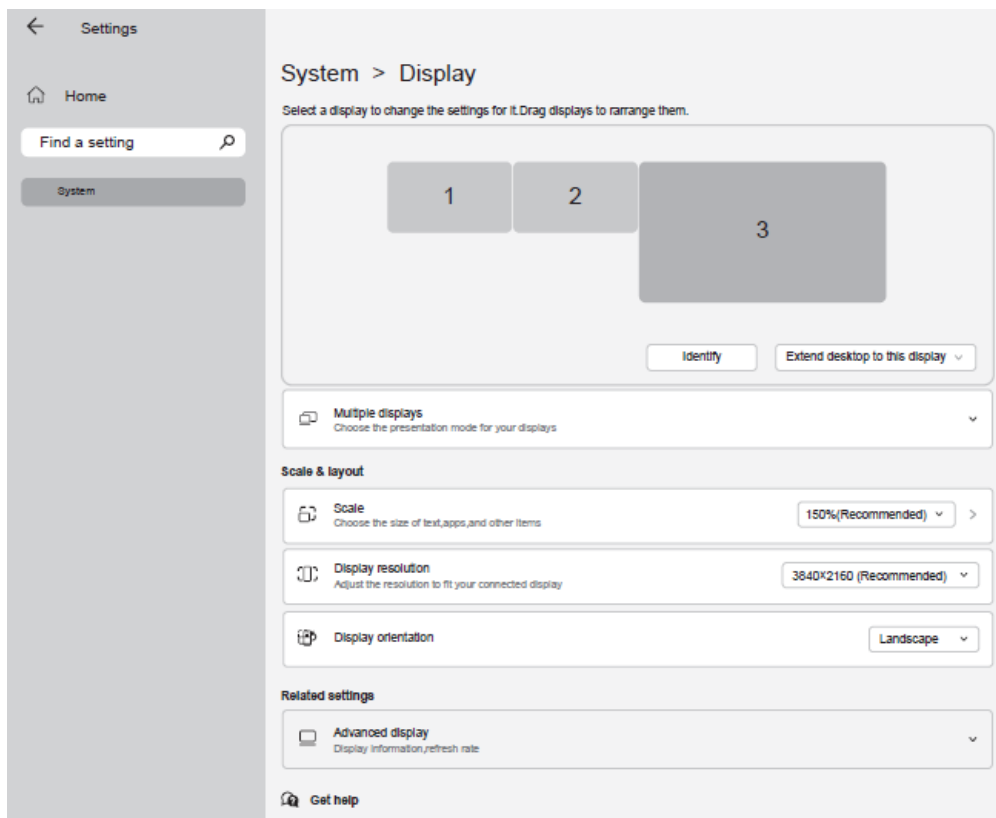 Settings
Home
Find a setting
System
System > Display
Select a display to change the settings for it.Drag displays to rarrange them.
1
2
3
Identify
Extend desktop to this display
Multiple displays
Choose the presentation mode for your displays
Scale & layout
Scale
Choose the size of text,apps,and other items
150%(Recommended)
Display resolution
Adjust the resolution to fit your connected display
3840×2160 (Recommended)
Display orientation
Landscape
Related settings
Advanced display
Display information,refresh rate
Get help